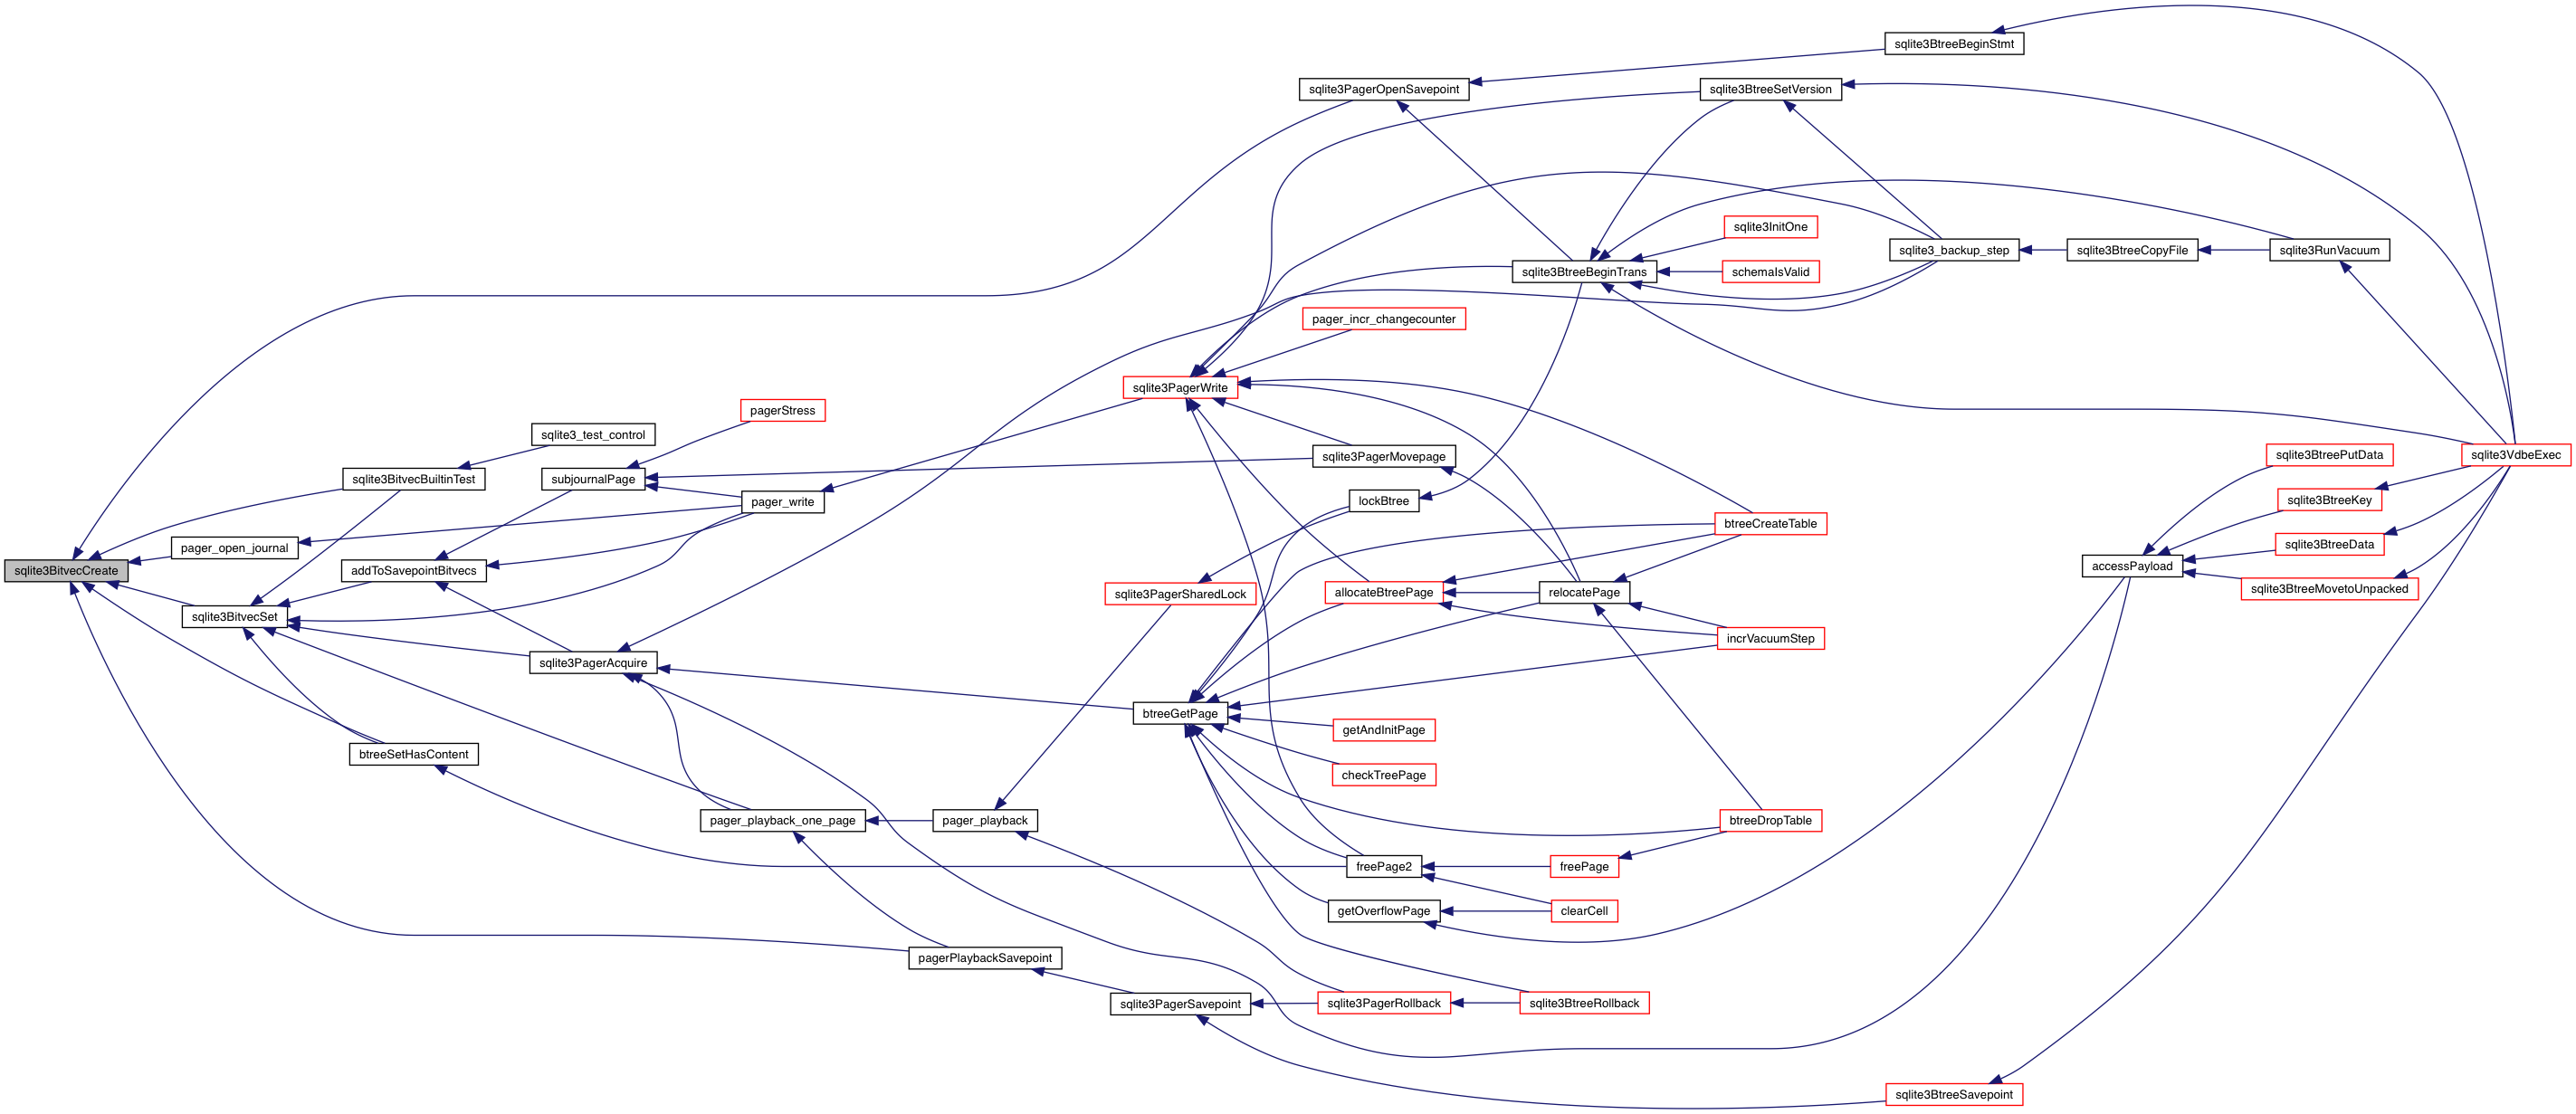 sqlite3BitvecCreate
sqlite3BitvecBuiltinTest
pager_open_journal
sqlite3BitvecSet
btreeSetHasContent
addToSavepointBitvecs
sqlite3_test_control
subjournalPage
sqlite3PagerAcquire
pagerStress
pager_write
pager_playback_one_page
pager_playback
pagerPlaybackSavepoint
sqlite3PagerWrite
sqlite3PagerSharedLock
btreeGetPage
sqlite3PagerSavepoint
sqlite3PagerOpenSavepoint
pager_incr_changecounter
sqlite3PagerMovepage
lockBtree
allocateBtreePage
getAndInitPage
checkTreePage
freePage2
getOverflowPage
sqlite3PagerRollback
sqlite3BtreeBeginTrans
relocatePage
freePage
clearCell
sqlite3BtreeRollback
sqlite3BtreeSetVersion
sqlite3InitOne
schemaIsValid
btreeCreateTable
incrVacuumStep
btreeDropTable
sqlite3BtreeBeginStmt
sqlite3_backup_step
sqlite3BtreeSavepoint
sqlite3BtreeCopyFile
accessPayload
sqlite3RunVacuum
sqlite3BtreePutData
sqlite3BtreeKey
sqlite3BtreeData
sqlite3BtreeMovetoUnpacked
sqlite3VdbeExec